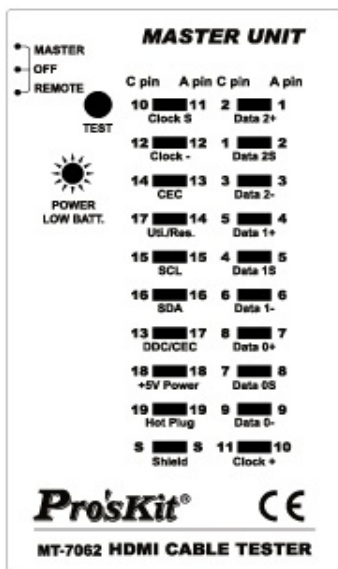 MASTER UNIT
MASTER
OFF
REMOTE
TEST
POWER
LOW BATT.
C pin A pin C pin A pin
10 11 2 1
Clock S Data 2+
12 12 1 2
Clock - Data 2S
14 13 3 3
CEC Data 2-
17 14 5 4
Uti./Res. Data 1+
15 15 4 5
SCL Data 1S
16 16 6 6
SDA Data 1-
13 17 8 7
DDC/CEC Data 0+
18 18 7 8
+5V Power Data 0S
19 19 9 9
Hot Plug Data 0-
S S 11 10
Shield Clock +
Pro'sKit® CE
MT-7062 HDMI CABLE TESTER